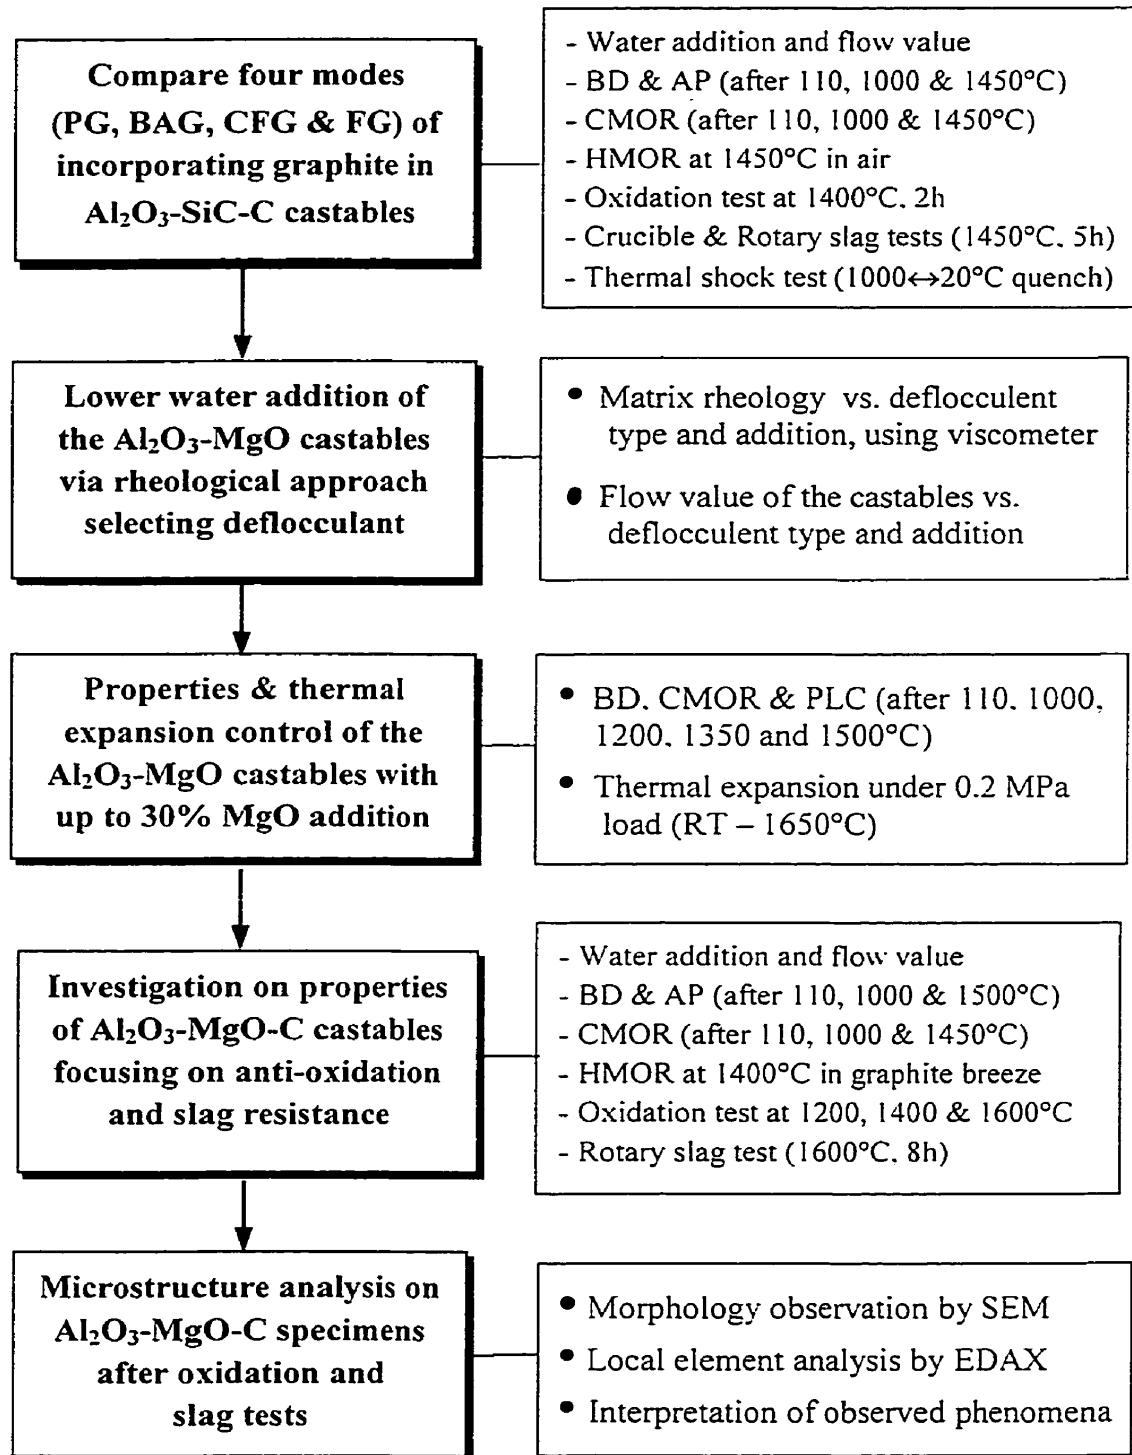 Compare four modes
(PG, BAG, CFG & FG) of
incorporating graphite in
Al₂O₃-SiC-C castables
- Water addition and flow value
- BD & AP (after 110, 1000 & 1450°C)
- CMOR (after 110, 1000 & 1450°C)
- HMOR at 1450°C in air
- Oxidation test at 1400°C. 2h
- Crucible & Rotary slag tests (1450°C. 5h)
- Thermal shock test (1000↔20°C quench)
Lower water addition of
the Al₂O₃-MgO castables
via rheological approach
selecting deflocculant
• Matrix rheology vs. deflocculent
type and addition, using viscometer
• Flow value of the castables vs.
deflocculent type and addition
Properties & thermal
expansion control of the
Al₂O₃-MgO castables with
up to 30% MgO addition
• BD. CMOR & PLC (after 110. 1000,
1200. 1350 and 1500°C)
• Thermal expansion under 0.2 MPa
load (RT – 1650°C)
Investigation on properties
of Al₂O₃-MgO-C castables
focusing on anti-oxidation
and slag resistance
- Water addition and flow value
- BD & AP (after 110, 1000 & 1500°C)
- CMOR (after 110, 1000 & 1450°C)
- HMOR at 1400°C in graphite breeze
- Oxidation test at 1200, 1400 & 1600°C
- Rotary slag test (1600°C. 8h)
Microstructure analysis on
Al₂O₃-MgO-C specimens
after oxidation and
slag tests
• Morphology observation by SEM
• Local element analysis by EDAX
• Interpretation of observed phenomena